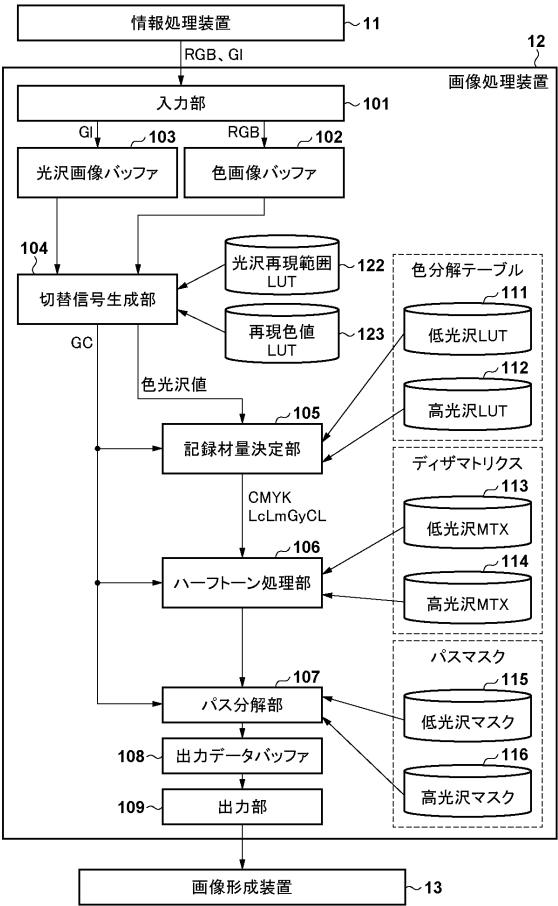 情報処理装置
11
RGB、GI
12
画像処理装置
入力部
101
GI
103
RGB
102
光沢画像バッファ
色画像バッファ
104
切替信号生成部
光沢再現範囲
LUT
122
再現色値
LUT
123
色分解テーブル
111
低光沢LUT
112
高光沢LUT
GC
色光沢値
105
記録材量決定部
ディザマトリクス
113
低光沢MTX
114
高光沢MTX
CMYK
LcLmGyCL
106
ハーフトーン処理部
パスマスク
115
低光沢マスク
116
高光沢マスク
107
パス分解部
108
出力データバッファ
109
出力部
画像形成装置
13